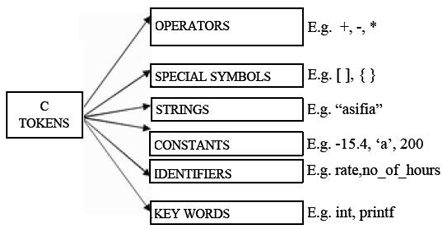 OPERATORS E.g. +, -, *
SPECIAL SYMBOLS E.g. [ ], { }
STRINGS E.g. “asifia”
C
TOKENS
CONSTANTS E.g. -15.4, ‘a’, 200
IDENTIFIERS E.g. rate,no_of_hours
KEY WORDS E.g. int, printf